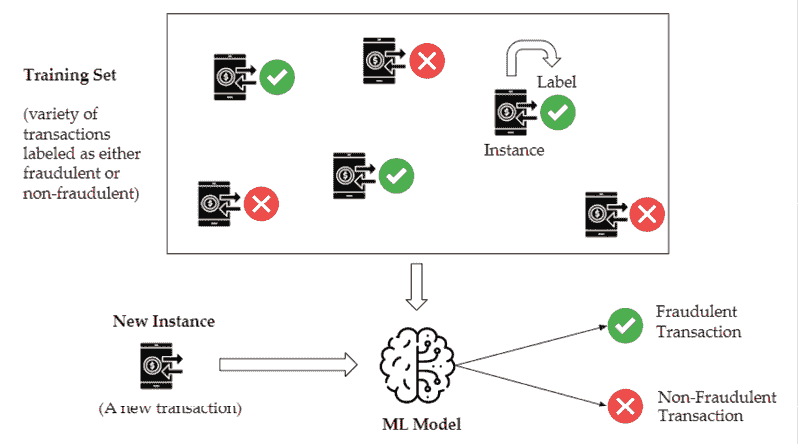 Training Set
(variety of
transactions
labeled as either
fraudulent or
non-fraudulent)
Label
Instance
New Instance
(A new transaction)
ML Model
Fraudulent
Transaction
Non-Fraudulent
Transaction